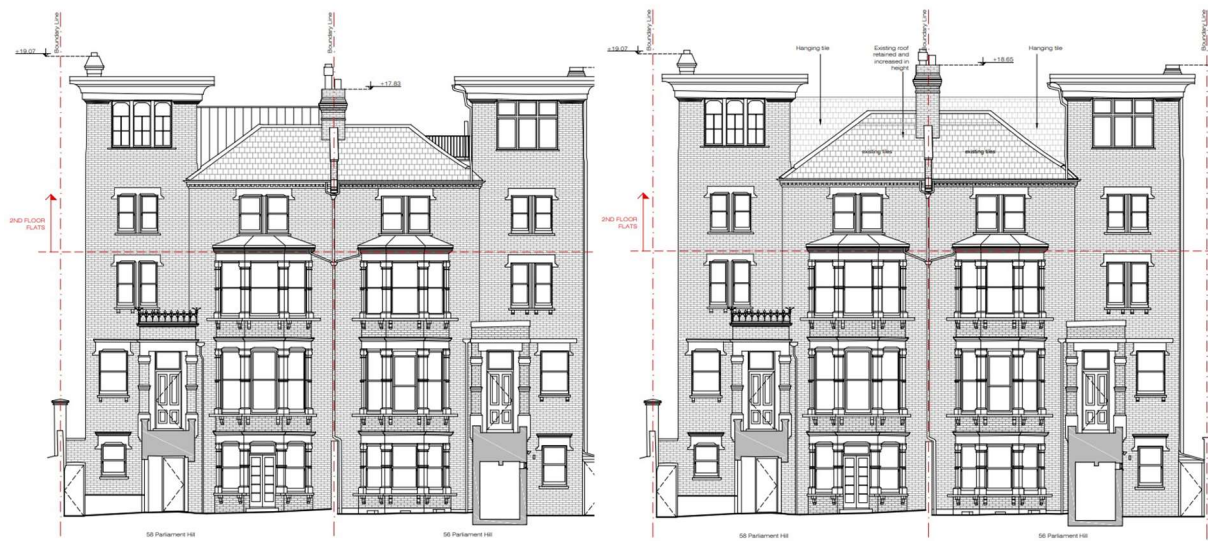 Boundary Line
Boundary Line
+19.07
+17.83
2ND FLOOR
FLATS
58 Parliament Hill
56 Parliament Hill
Boundary Line
Boundary Line
Boundary Line
+19.07
Hanging tile
Existing roof
retained and
increased in
height
Hanging tile
+18.65
existing tiles
existing tiles
2ND FLOOR
FLATS
58 Parliament Hill
56 Parliament Hill